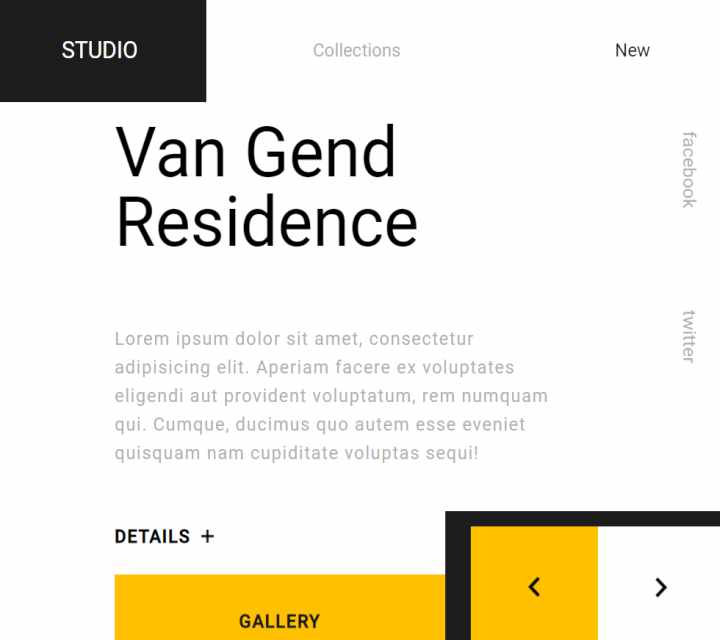 STUDIO
Collections
New
Van Gend
Residence
facebook
twitter
Lorem ipsum dolor sit amet, consectetur
adipisicing elit. Aperiam facere ex voluptates
eligendi aut provident voluptatum, rem numquam
qui. Cumque, ducimus quo autem esse eveniet
quisquam nam cupiditate voluptas sequi!
DETAILS +
GALLERY